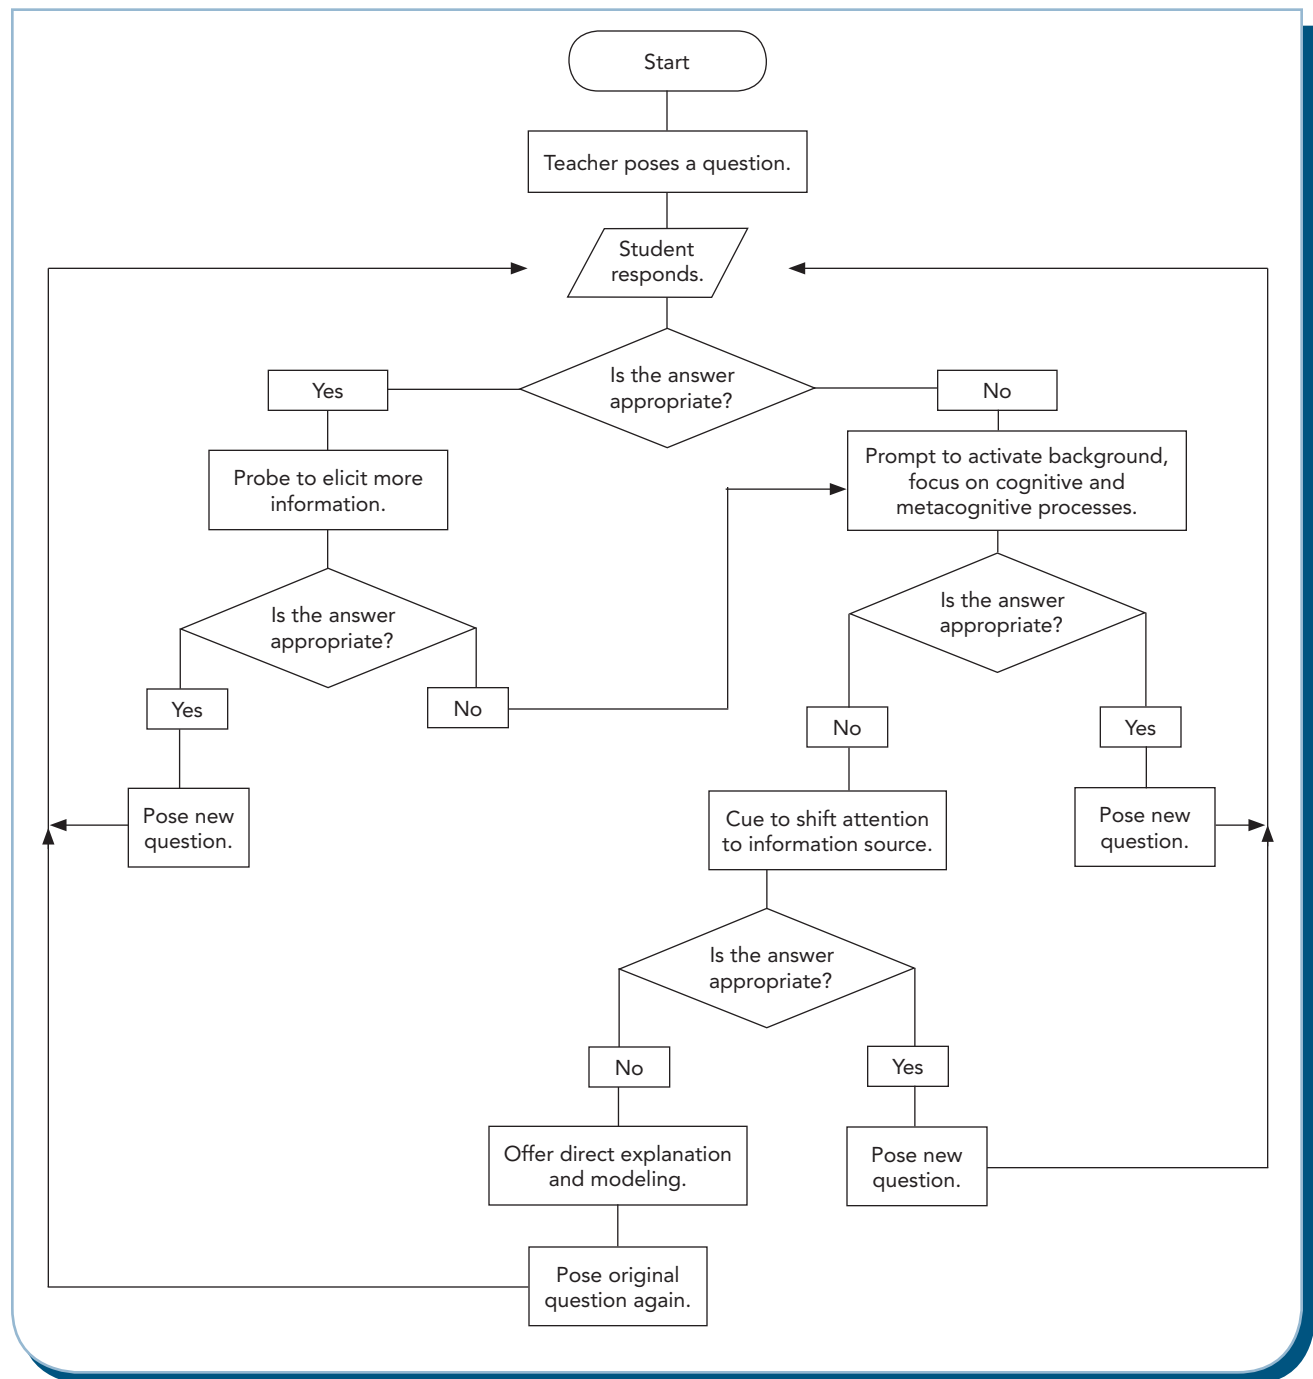 Start
Teacher poses a question.
Student
responds.
Is the answer
appropriate?
Yes
No
Probe to elicit more
information.
Prompt to activate background,
focus on cognitive and
metacognitive processes.
Is the answer
appropriate?
Is the answer
appropriate?
Yes
No
No
Yes
Pose new
question.
Cue to shift attention
to information source.
Pose new
question.
Is the answer
appropriate?
No
Yes
Offer direct explanation
and modeling.
Pose new
question.
Pose original
question again.